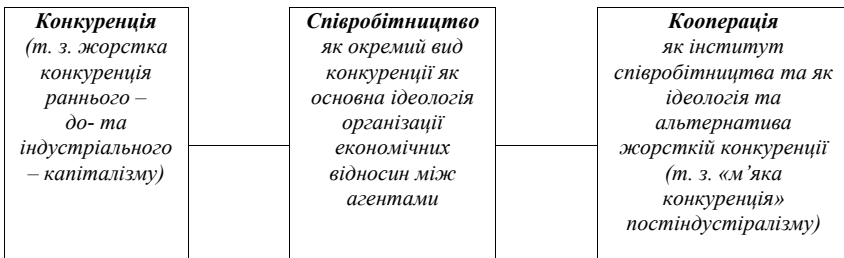 Конкуренція
(т. з. жорстка
конкуренція
раннього –
до- та
індустріального
– капіталізму)
Співробітництво
як окремий вид
конкуренції як
основна ідеологія
організації
економічних
відносин між
агентами
Кооперація
як інститут
співробітництва та як
ідеологія та
альтернатива
жорсткій конкуренції
(т. з. «м’яка
конкуренція»
постіндустіралізму)